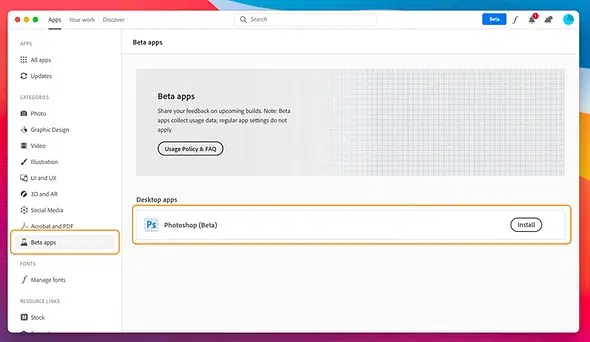 Apps Your work Discover
Search
Beta
APPS
All apps
Updates
CATEGORIES
Photo
Graphic Design
Video
Illustration
UI and UX
3D and AR
Social Media
Acrobat and PDF
Beta apps
FONTS
Manage fonts
RESOURCE LINKS
Stock
Beta apps
Beta apps
Share your feedback on upcoming builds. Note: Beta
apps collect usage data; regular app settings do not
apply.
Usage Policy & FAQ
Desktop apps
Ps Photoshop (Beta) Install